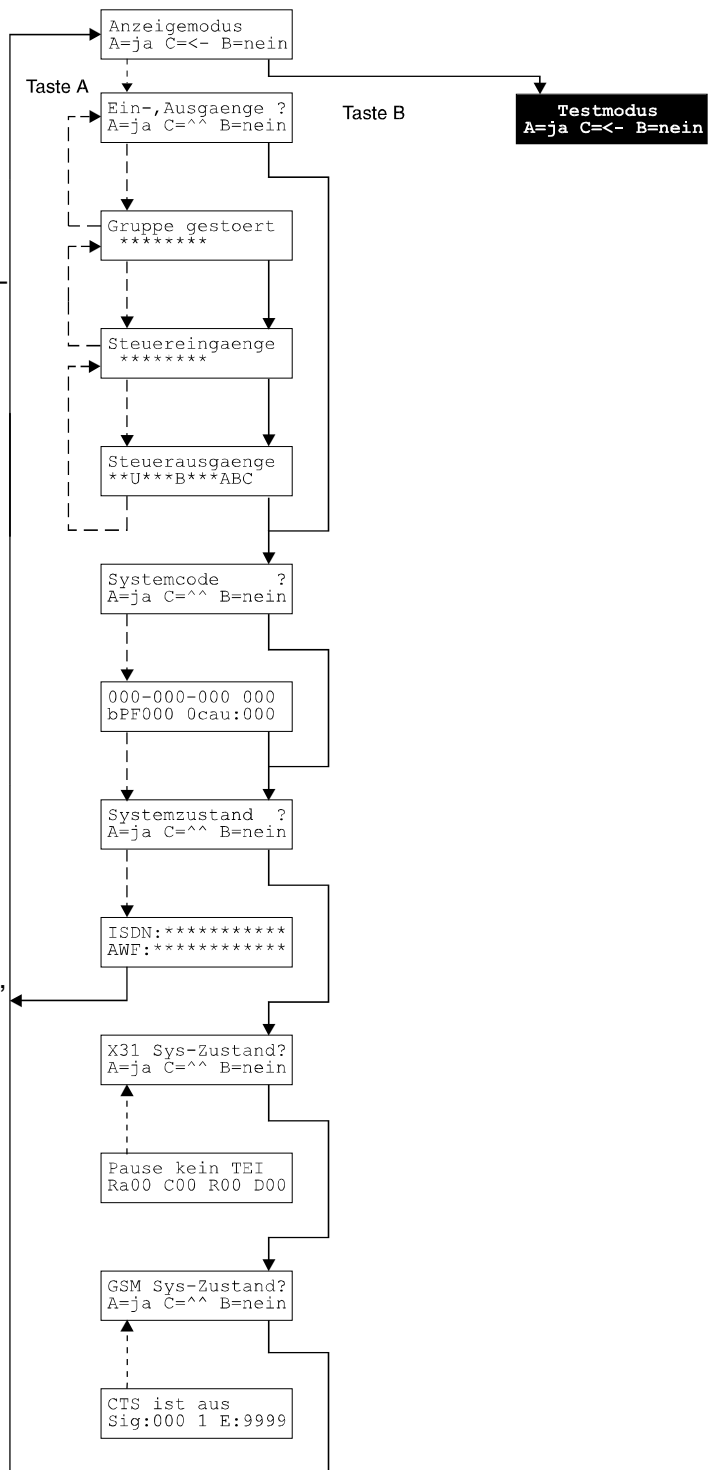 Anzeigemodus
A=ja C=<- B=nein
Taste A
Ein-,Ausgaenge ?
A=ja C=^^ B=nein
Taste B
Testmodus
A=ja C=<- B=nein
Gruppe gestoert
********
Steuereingaenge
********
Steuerausgaenge
**U***B***ABC
Systemcode ?
A=ja C=^^ B=nein
000-000-000 000
bPF000 0cau:000
Systemzustand ?
A=ja C=^^ B=nein
ISDN:***********
AWF:************
X31 Sys-Zustand?
A=ja C=^^ B=nein
Pause kein TEI
Ra00 C00 R00 D00
GSM Sys-Zustand?
A=ja C=^^ B=nein
CTS ist aus
Sig:000 1 E:9999